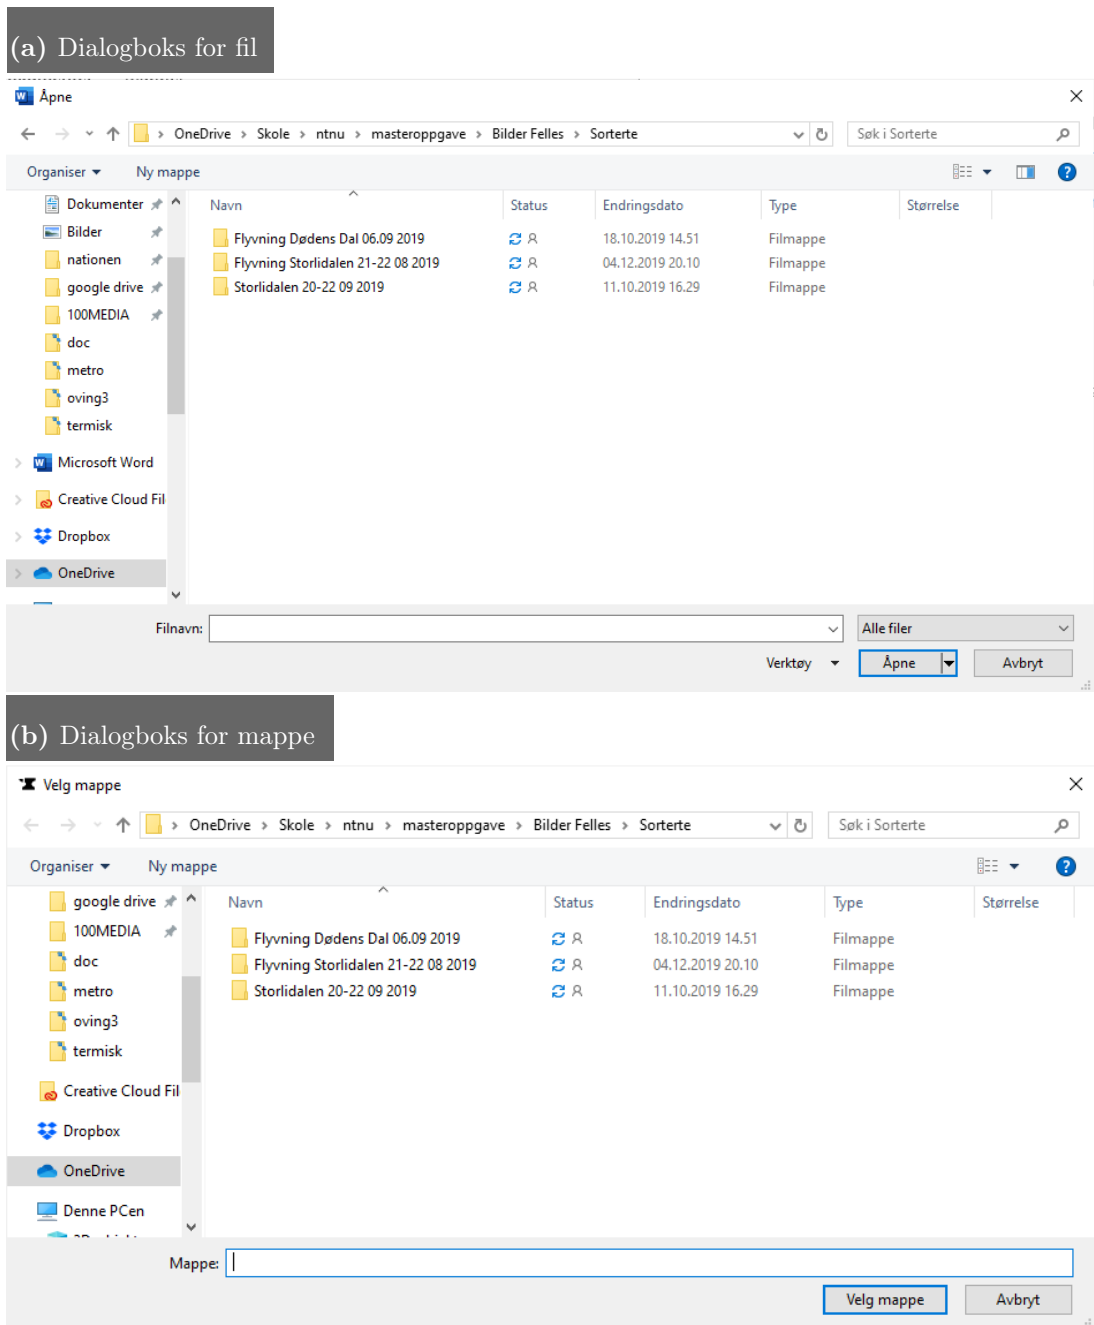 (a) Dialogboks for fil
Åpne
OneDrive > Skole > ntnu > masteroppgave > Bilder Felles > Sorterte
Søk i Sorterte
Organiser
Ny mappe
Navn Status Endringsdato Type Størrelse
Dokumenter
Bilder
nationen
google drive
100MEDIA
doc
metro
oving3
termisk
Microsoft Word
Creative Cloud Fil
Dropbox
OneDrive
Flyvning Dødens Dal 06.09 2019 18.10.2019 14.51 Filmappe
Flyvning Storlidalen 21-22 08 2019 04.12.2019 20.10 Filmappe
Storlidalen 20-22 09 2019 11.10.2019 16.29 Filmappe
Filnavn:
Alle filer
Verktøy
Åpne
Avbryt
(b) Dialogboks for mappe
Velg mappe
OneDrive > Skole > ntnu > masteroppgave > Bilder Felles > Sorterte
Søk i Sorterte
Organiser
Ny mappe
Navn Status Endringsdato Type Størrelse
google drive
100MEDIA
doc
metro
oving3
termisk
Creative Cloud Fil
Dropbox
OneDrive
Denne PCen
Flyvning Dødens Dal 06.09 2019 18.10.2019 14.51 Filmappe
Flyvning Storlidalen 21-22 08 2019 04.12.2019 20.10 Filmappe
Storlidalen 20-22 09 2019 11.10.2019 16.29 Filmappe
Mappe:
Velg mappe
Avbryt